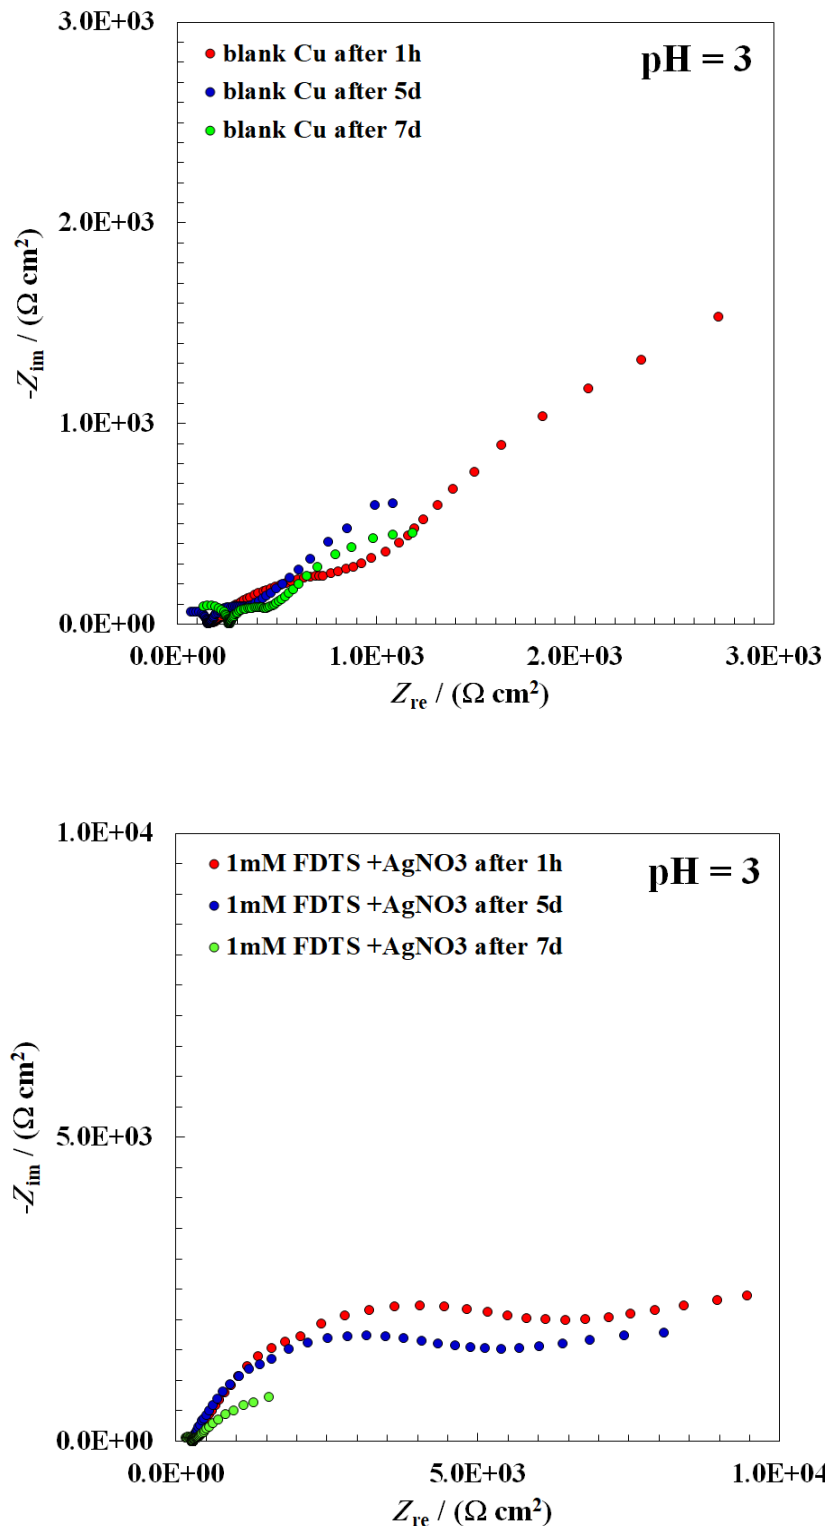 3.0E+03
blank Cu after 1h
pH = 3
blank Cu after 5d
blank Cu after 7d
2.0E+03
-Zim / (Ω cm²)
1.0E+03
0.0E+00
0.0E+00 1.0E+03 2.0E+03 3.0E+03
Zre / (Ω cm²)
1.0E+04
1mM FDTS +AgNO3 after 1h
pH = 3
1mM FDTS +AgNO3 after 5d
1mM FDTS +AgNO3 after 7d
-Zim / (Ω cm²)
5.0E+03
0.0E+00
0.0E+00 5.0E+03 1.0E+04
Zre / (Ω cm²)